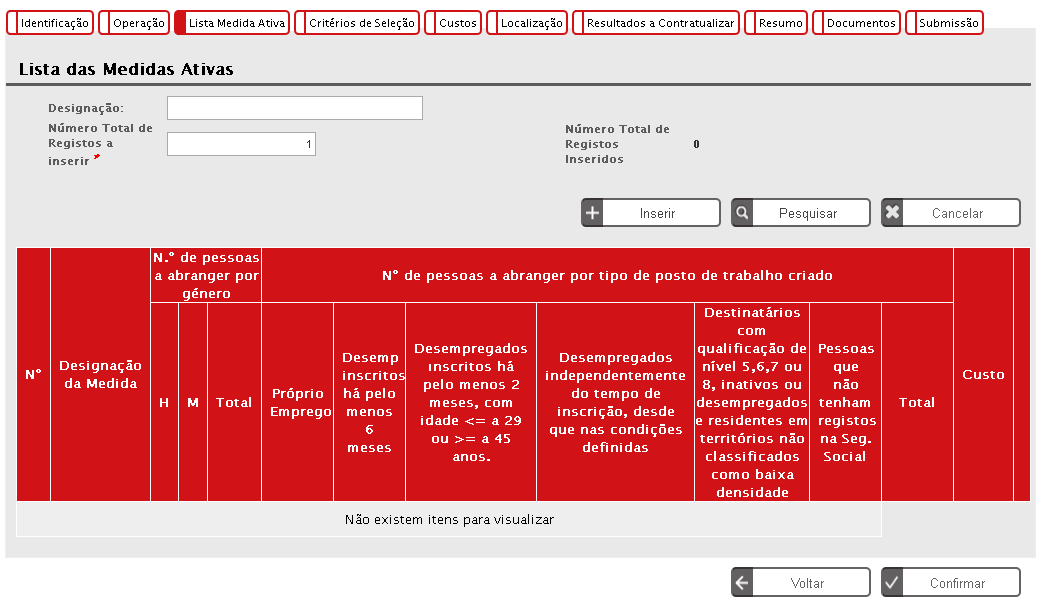 Identificação
Operação
Lista Medida Ativa
Critérios de Seleção
Custos
Localização
Resultados a Contratualizar
Resumo
Documentos
Submissão
Lista das Medidas Ativas
Designação:
Número Total de
Registos a
inserir *
1
Número Total de
Registos
Inseridos
0
Inserir
Pesquisar
Cancelar
Nº
Designação
da Medida
N.º de pessoas
a abranger por
género
Nº de pessoas a abranger por tipo de posto de trabalho criado
Custo
H
M
Total
Próprio
Emprego
Desemp
inscritos
há pelo
menos
6
meses
Desempregados
inscritos há
pelo menos 2
meses, com
idade <= a 29
ou >= a 45
anos.
Desempregados
independentemente
do tempo de
inscrição, desde
que nas condições
definidas
Destinatários
com
qualificação de
nível 5,6,7 ou
8, inativos ou
desempregados
e residentes em
territórios não
classificados
como baixa
densidade
Pessoas
que
não
tenham
registos
na Seg.
Social
Total
Não existem itens para visualizar
Voltar
Confirmar